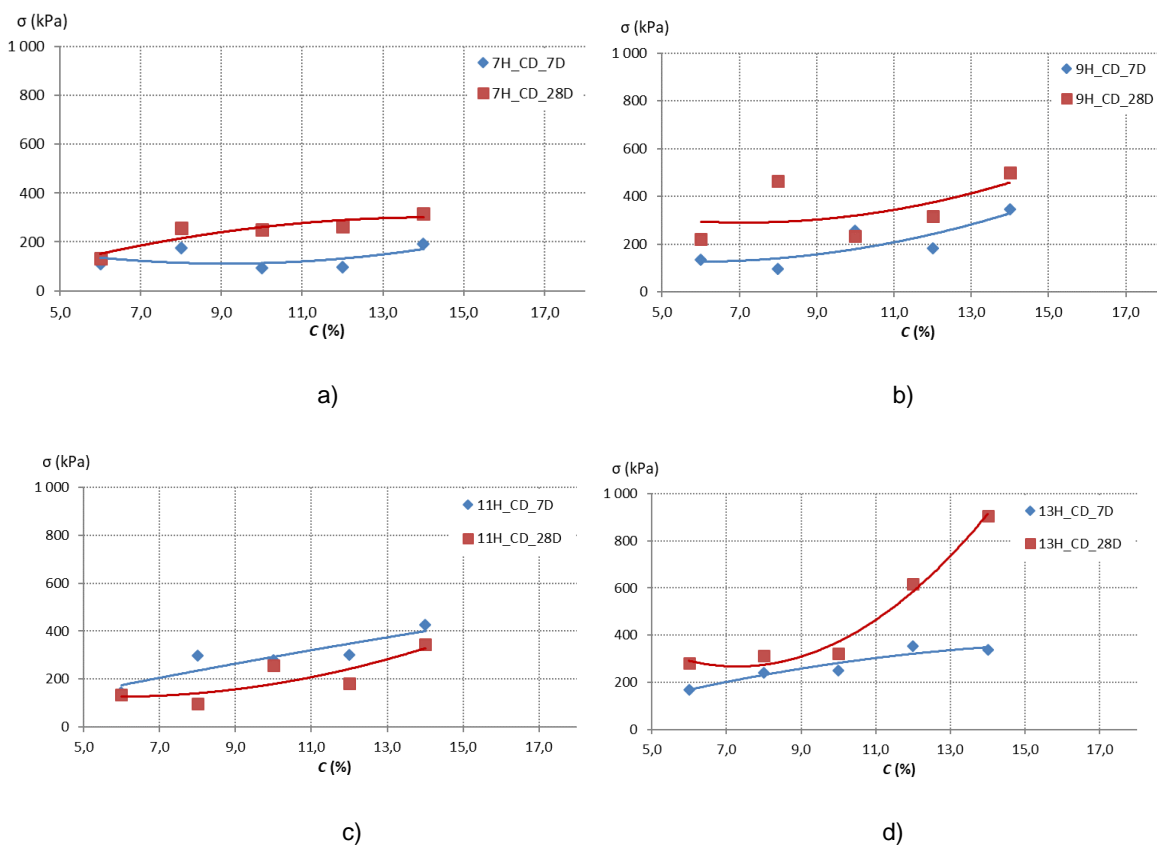 σ (kPa)
1 000
800
600
400
200
0
5,0 7,0 9,0 11,0 13,0 15,0 17,0
C (%)
7H_CD_7D
7H_CD_28D
a)
σ (kPa)
1 000
800
600
400
200
0
5,0 7,0 9,0 11,0 13,0 15,0 17,0
C (%)
9H_CD_7D
9H_CD_28D
b)
σ (kPa)
1 000
800
600
400
200
0
5,0 7,0 9,0 11,0 13,0 15,0 17,0
C (%)
11H_CD_7D
11H_CD_28D
c)
σ (kPa)
1 000
800
600
400
200
0
5,0 7,0 9,0 11,0 13,0 15,0 17,0
C (%)
13H_CD_7D
13H_CD_28D
d)